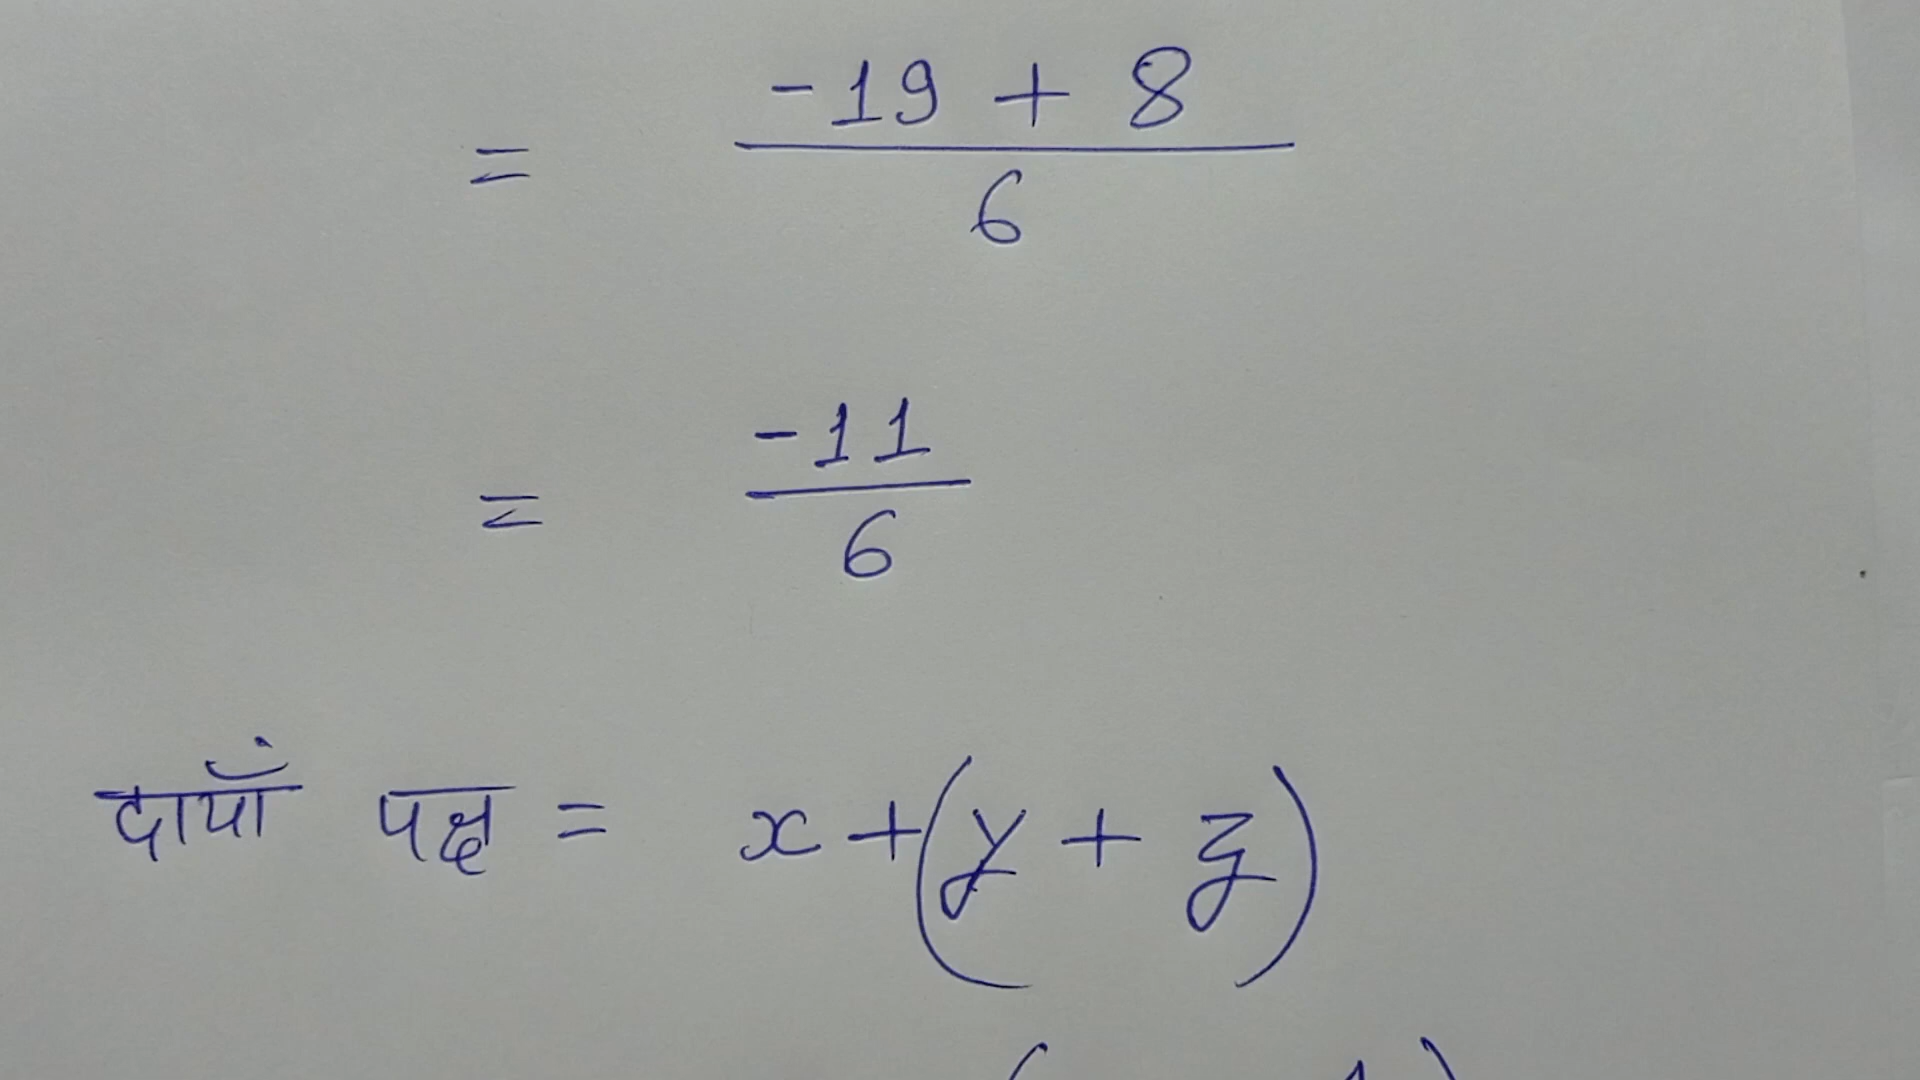 = -19 + 8 / 6
= -11 / 6
दायाँ पक्ष = x + (y + z)